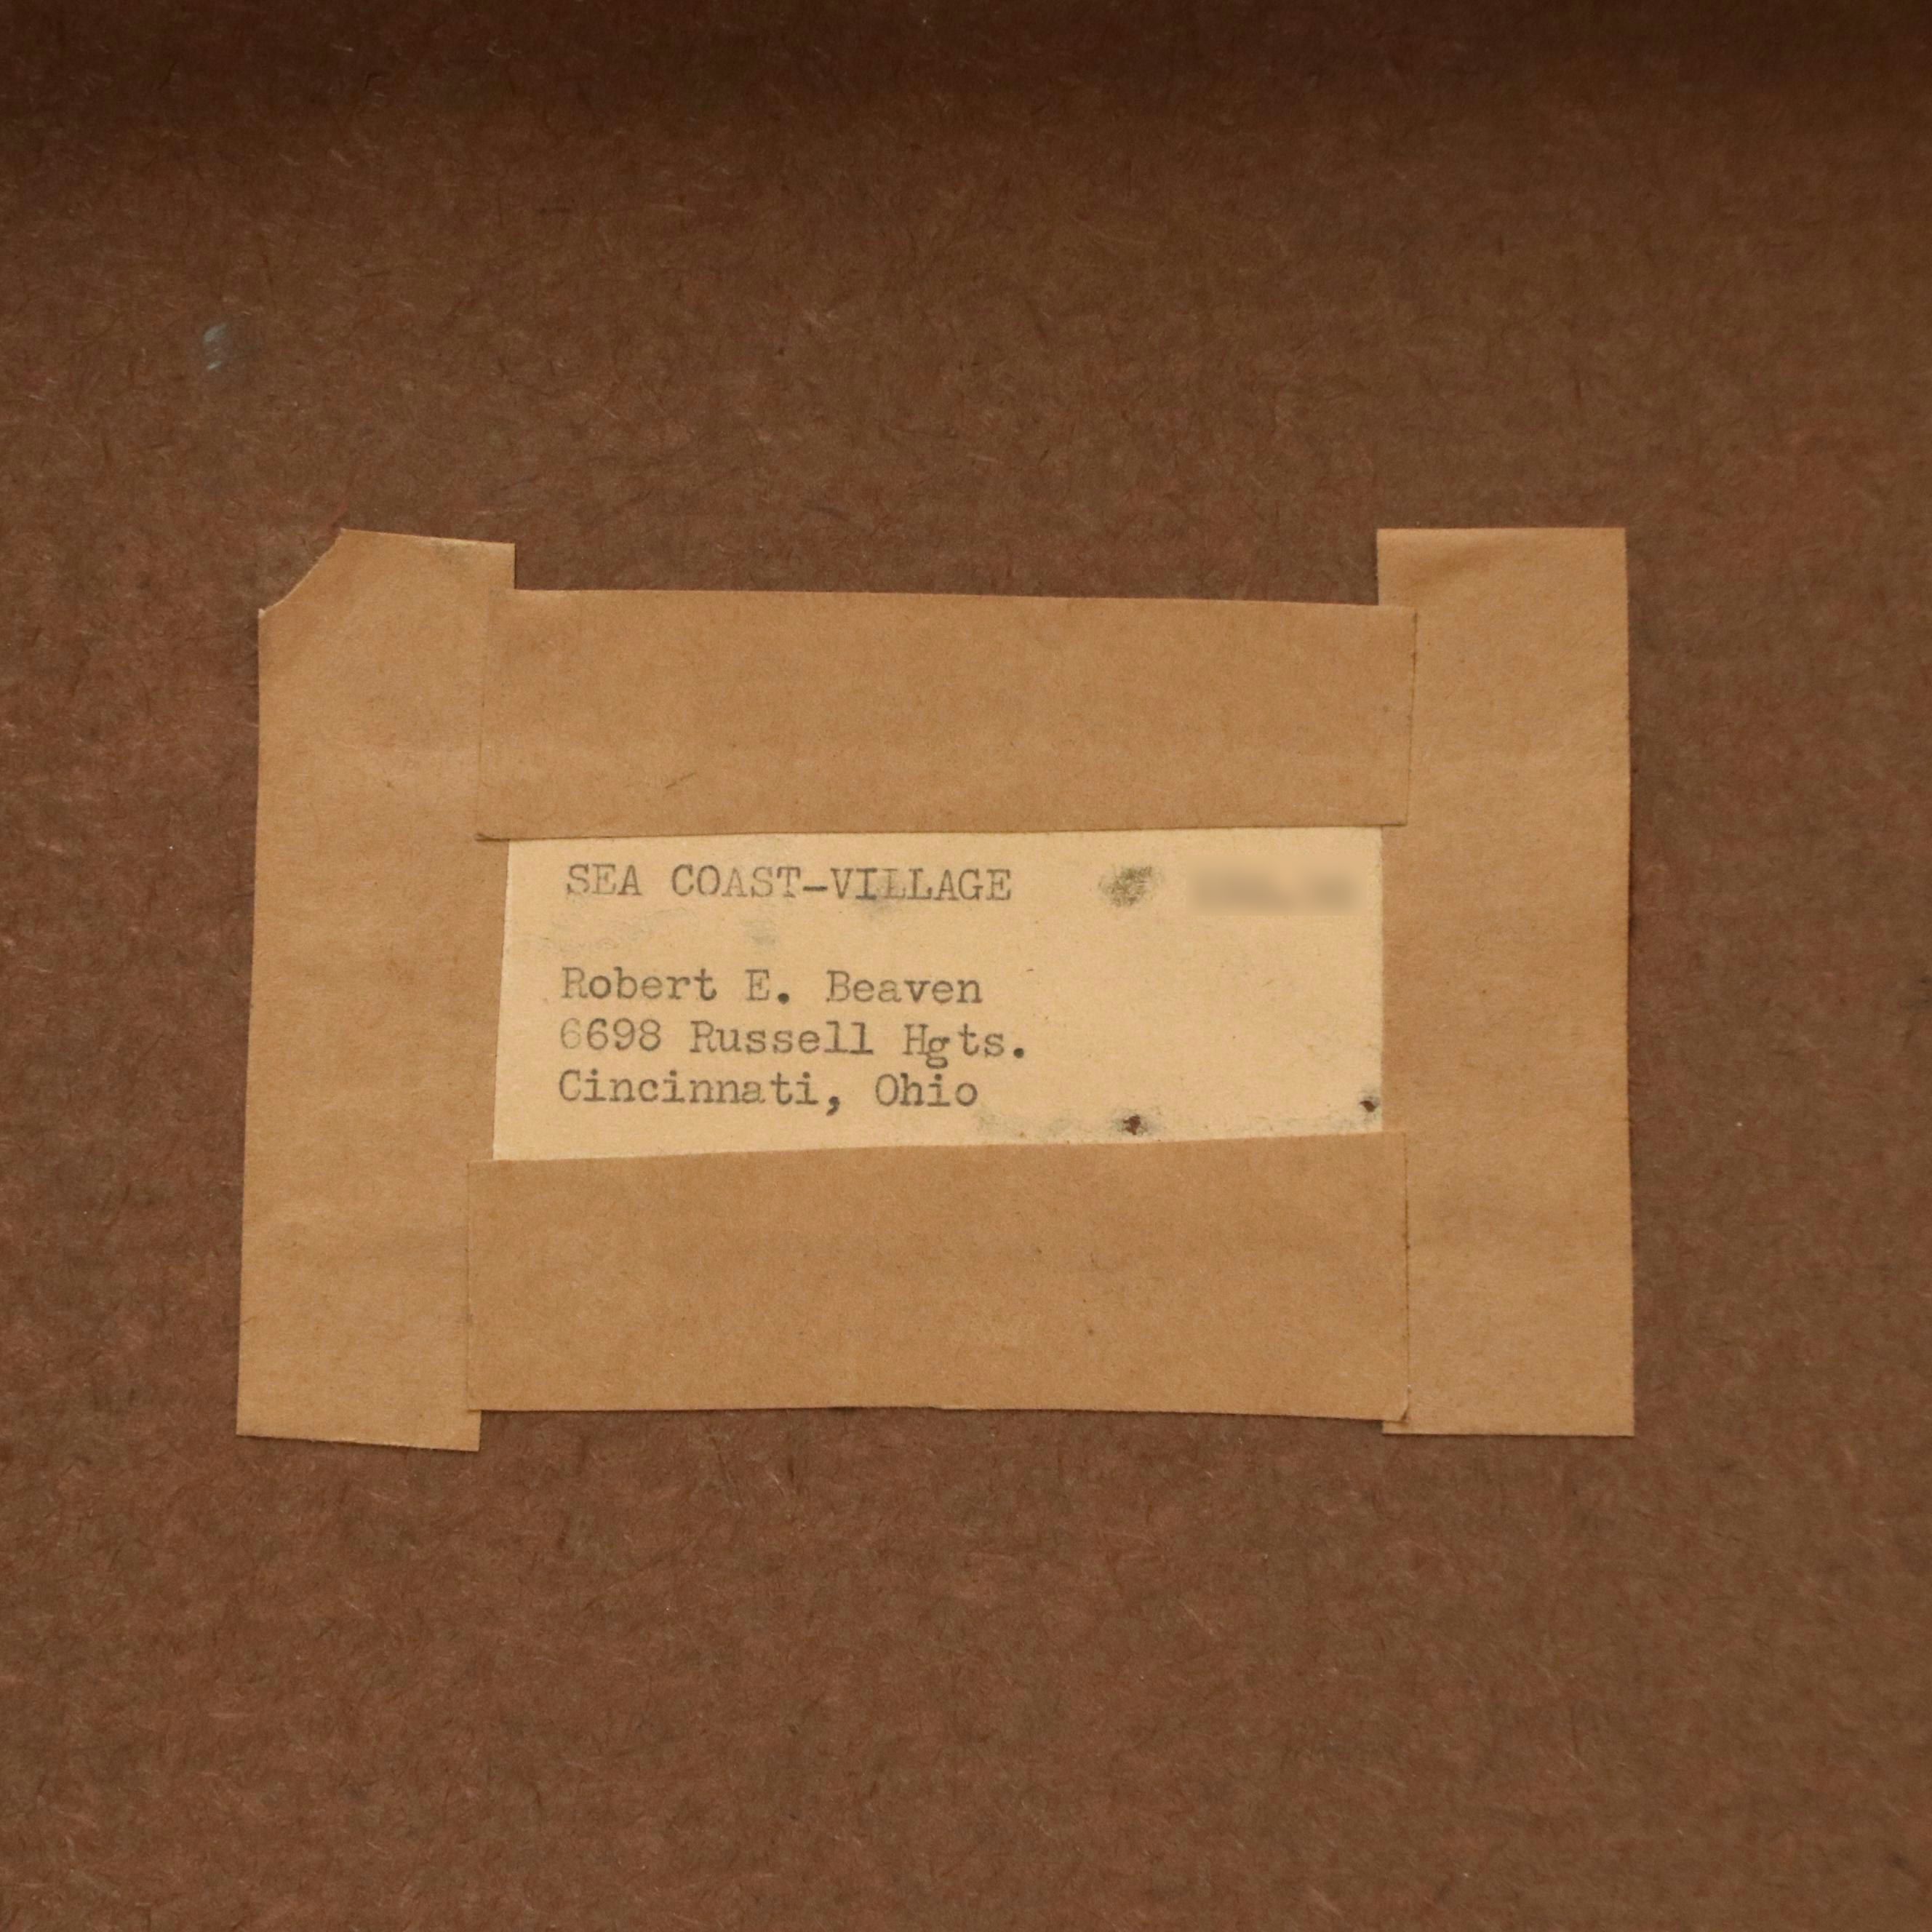 SEA COAST-VILLAGE
Robert E. Beaven
6698 Russell Hgts.
Cincinnati, Ohio